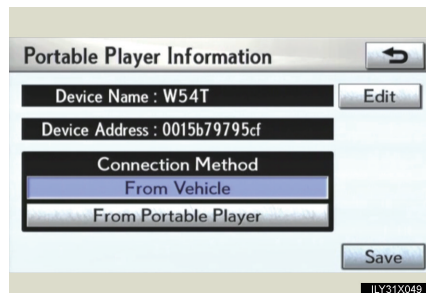 Portable Player Information
Device Name : W54T
Edit
Device Address : 0015b79795cf
Connection Method
From Vehicle
From Portable Player
Save
ILY31X049